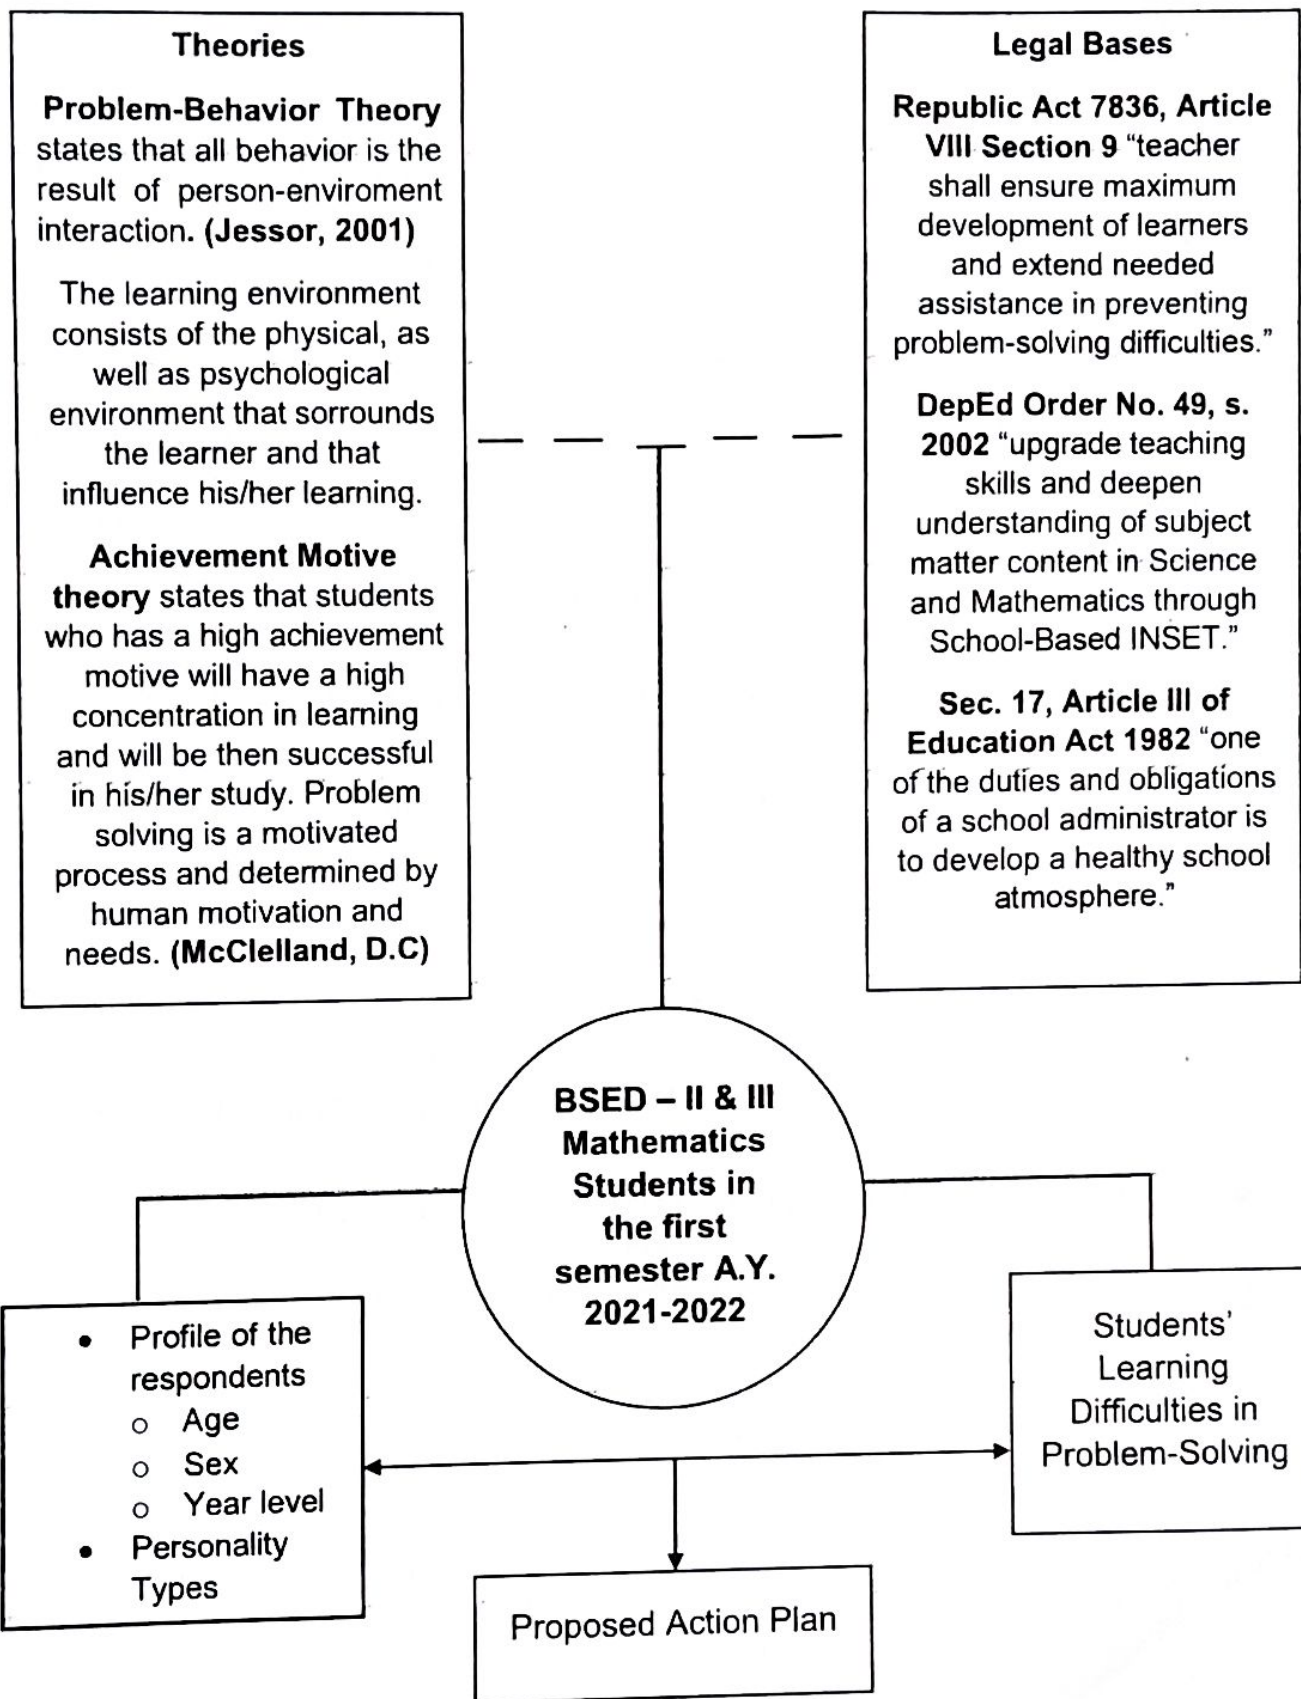 Theories
Problem-Behavior Theory
states that all behavior is the
result of person-enviroment
interaction. (Jessor, 2001)
The learning environment
consists of the physical, as
well as psychological
environment that sorrounds
the learner and that
influence his/her learning.
Achievement Motive
theory states that students
who has a high achievement
motive will have a high
concentration in learning
and will be then successful
in his/her study. Problem
solving is a motivated
process and determined by
human motivation and
needs. (McClelland, D.C)
Legal Bases
Republic Act 7836, Article
VIII Section 9 “teacher
shall ensure maximum
development of learners
and extend needed
assistance in preventing
problem-solving difficulties.”
DepEd Order No. 49, s.
2002 “upgrade teaching
skills and deepen
understanding of subject
matter content in Science
and Mathematics through
School-Based INSET.”
Sec. 17, Article III of
Education Act 1982 “one
of the duties and obligations
of a school administrator is
to develop a healthy school
atmosphere.”
BSED – II & III
Mathematics
Students in
the first
semester A.Y.
2021-2022
• Profile of the
respondents
o Age
o Sex
o Year level
• Personality
Types
Students’
Learning
Difficulties in
Problem-Solving
Proposed Action Plan